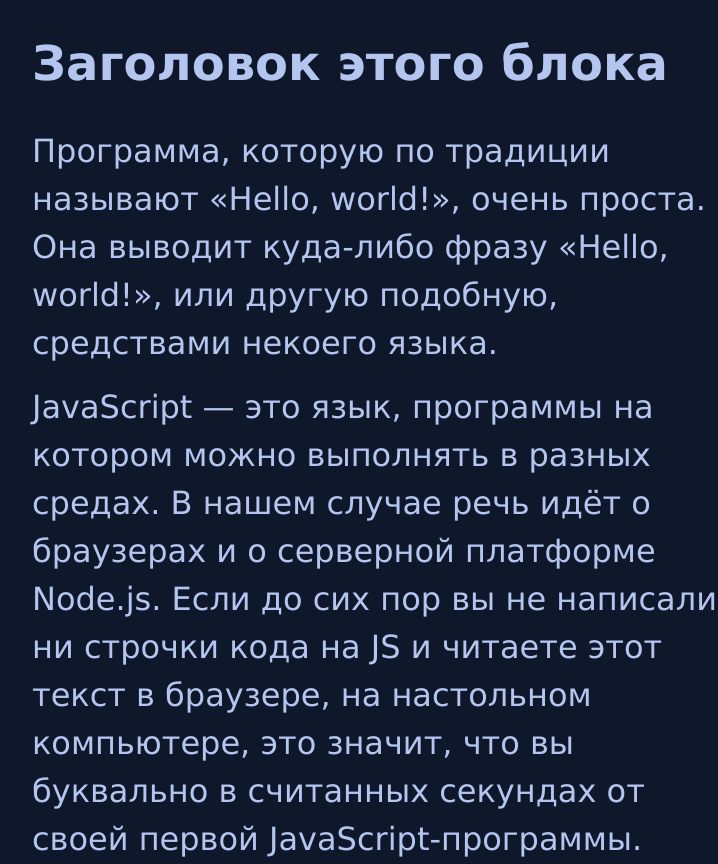 Заголовок этого блока
Программа, которую по традиции
называют «Hello, world!», очень проста.
Она выводит куда-либо фразу «Hello,
world!», или другую подобную,
средствами некоего языка.
JavaScript — это язык, программы на
котором можно выполнять в разных
средах. В нашем случае речь идёт о
браузерах и о серверной платформе
Node.js. Если до сих пор вы не написали
ни строчки кода на JS и читаете этот
текст в браузере, на настольном
компьютере, это значит, что вы
буквально в считанных секундах от
своей первой JavaScript-программы.